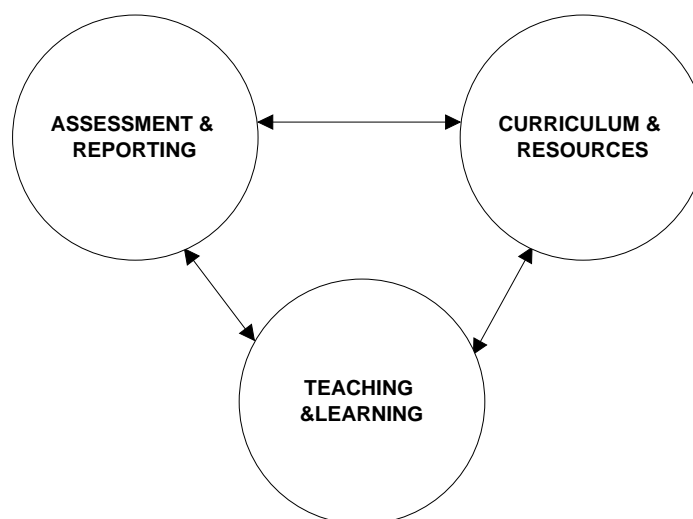 ASSESSMENT &
REPORTING
CURRICULUM &
RESOURCES
TEACHING
&LEARNING